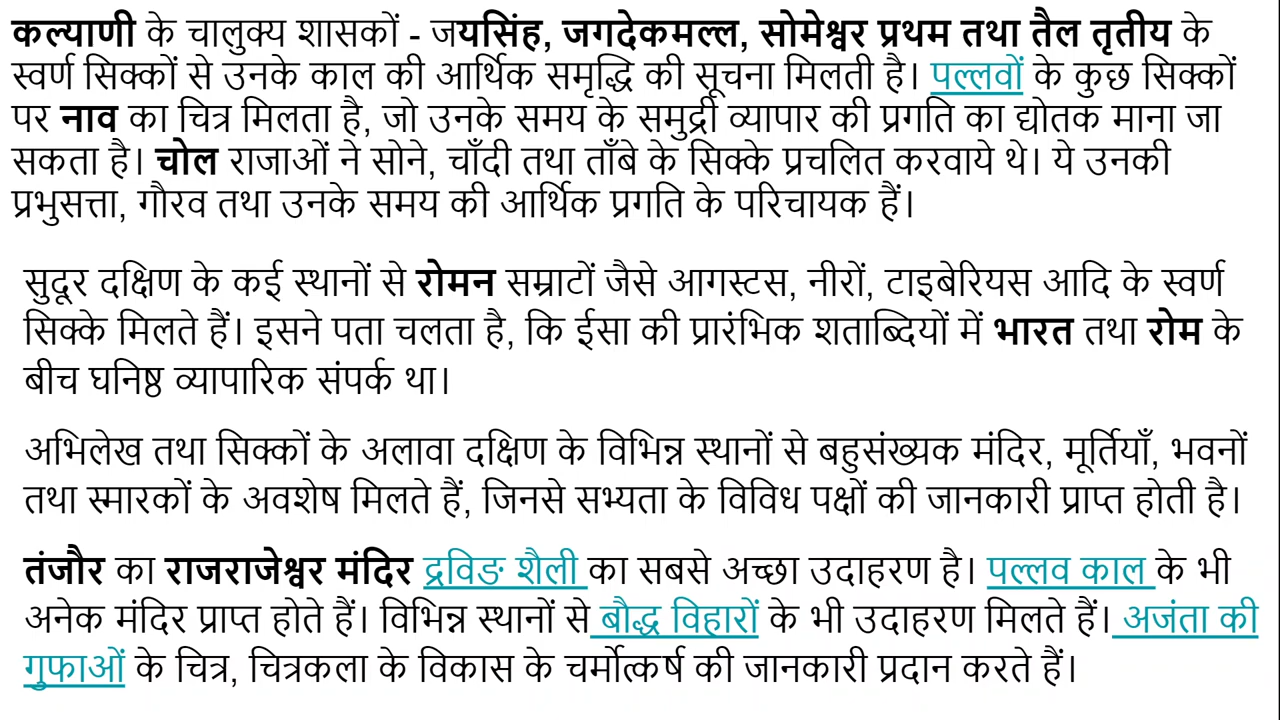 कल्याणी के चालुक्य शासकों - जयसिंह, जगदेकमल्ल, सोमेश्वर प्रथम तथा तैल तृतीय के
स्वर्ण सिक्कों से उनके काल की आर्थिक समृद्धि की सूचना मिलती है। पल्लवों के कुछ सिक्कों
पर नाव का चित्र मिलता है, जो उनके समय के समुद्री व्यापार की प्रगति का द्योतक माना जा
सकता है। चोल राजाओं ने सोने, चाँदी तथा ताँबे के सिक्के प्रचलित करवाये थे। ये उनकी
प्रभुसत्ता, गौरव तथा उनके समय की आर्थिक प्रगति के परिचायक हैं।
सुदूर दक्षिण के कई स्थानों से रोमन सम्राटों जैसे आगस्टस, नीरों, टाइबेरियस आदि के स्वर्ण
सिक्के मिलते हैं। इसने पता चलता है, कि ईसा की प्रारंभिक शताब्दियों में भारत तथा रोम के
बीच घनिष्ठ व्यापारिक संपर्क था।
अभिलेख तथा सिक्कों के अलावा दक्षिण के विभिन्न स्थानों से बहुसंख्यक मंदिर, मूर्तियाँ, भवनों
तथा स्मारकों के अवशेष मिलते हैं, जिनसे सभ्यता के विविध पक्षों की जानकारी प्राप्त होती है।
तंजौर का राजराजेश्वर मंदिर द्रविङ शैली का सबसे अच्छा उदाहरण है। पल्लव काल के भी
अनेक मंदिर प्राप्त होते हैं। विभिन्न स्थानों से बौद्ध विहारों के भी उदाहरण मिलते हैं। अजंता की
गुफाओं के चित्र, चित्रकला के विकास के चर्मोत्कर्ष की जानकारी प्रदान करते हैं।